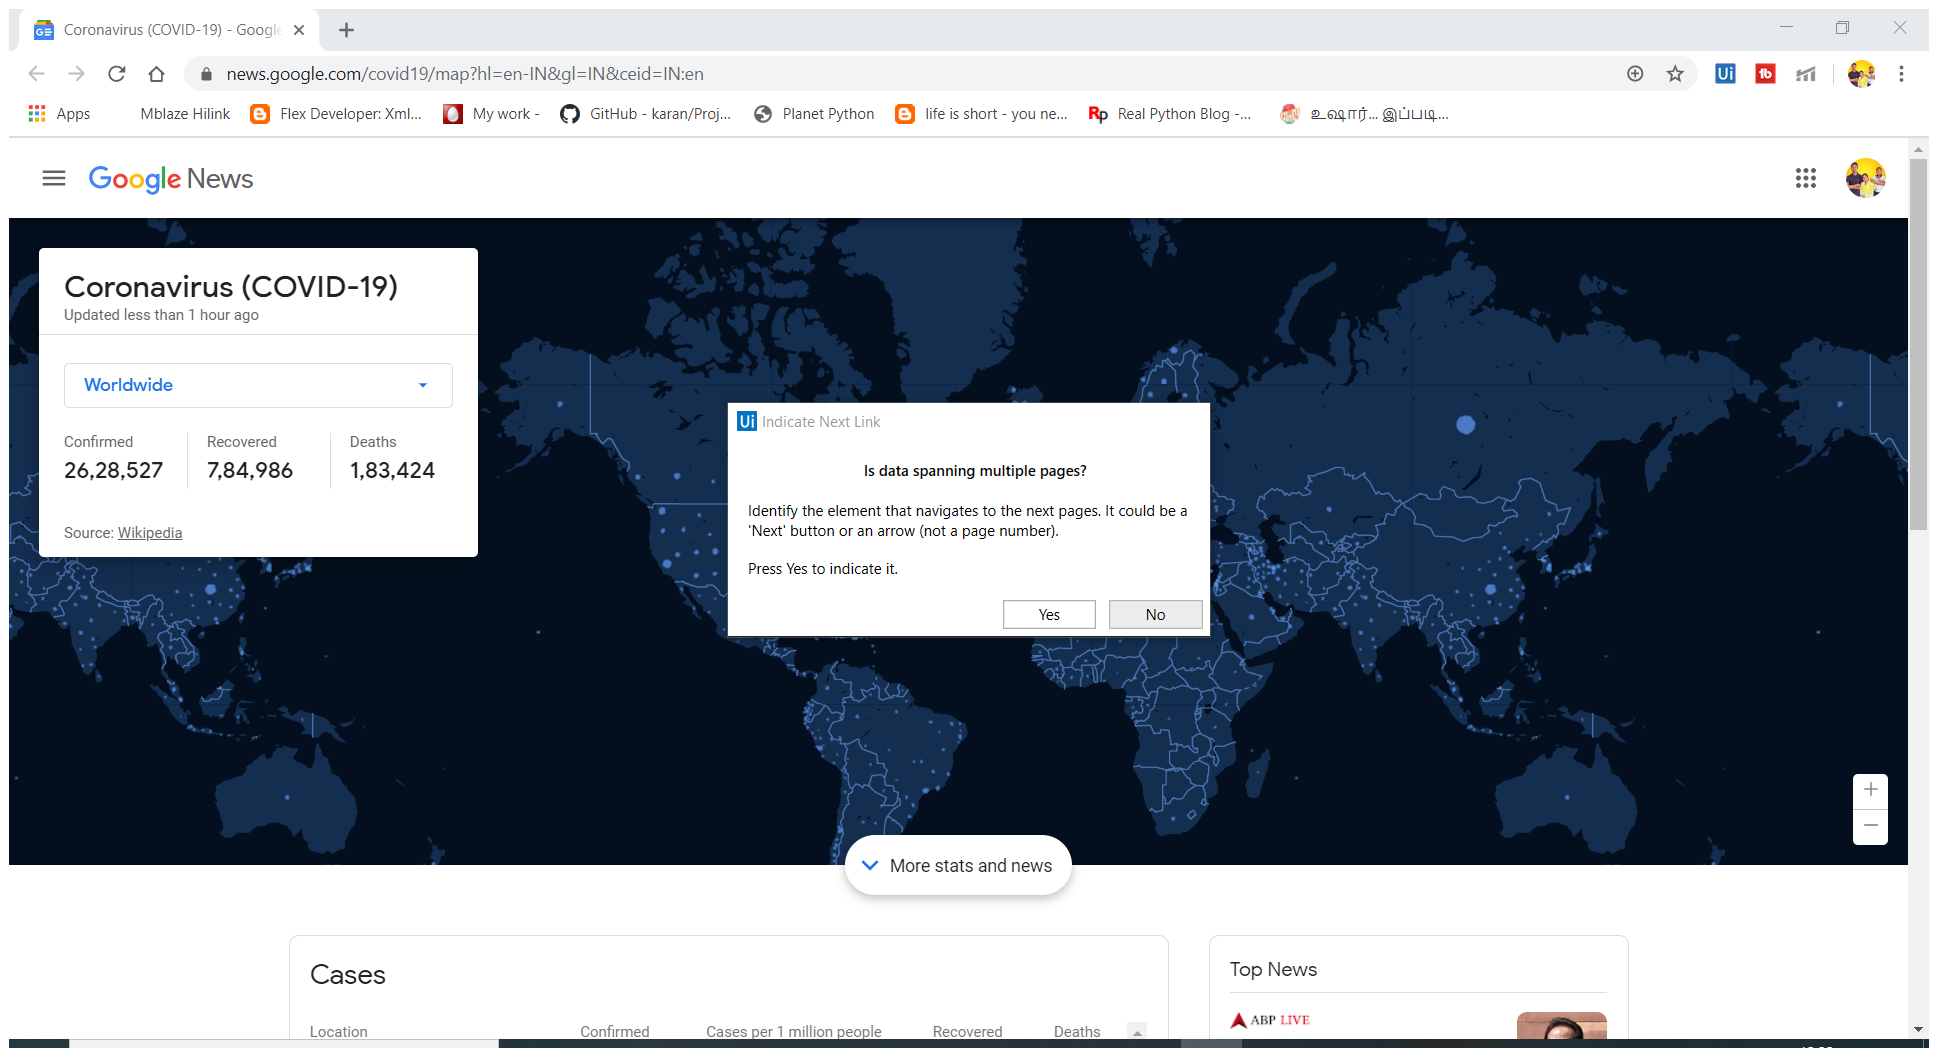 Coronavirus (COVID-19) - Google
news.google.com/covid19/map?hl=en-IN&gl=IN&ceid=IN:en
Apps Mblaze Hilink Flex Developer: Xml... My work - GitHub - karan/Proj... Planet Python life is short - you ne... Real Python Blog -... உஷார்... இப்படி...
Google News
Coronavirus (COVID-19)
Updated less than 1 hour ago
Worldwide
Confirmed Recovered Deaths
26,28,527 7,84,986 1,83,424
Source: Wikipedia
Ui Indicate Next Link
Is data spanning multiple pages?
Identify the element that navigates to the next pages. It could be a
'Next' button or an arrow (not a page number).
Press Yes to indicate it.
Yes No
More stats and news
Cases
Location Confirmed Cases per 1 million people Recovered Deaths
Top News
ABP LIVE